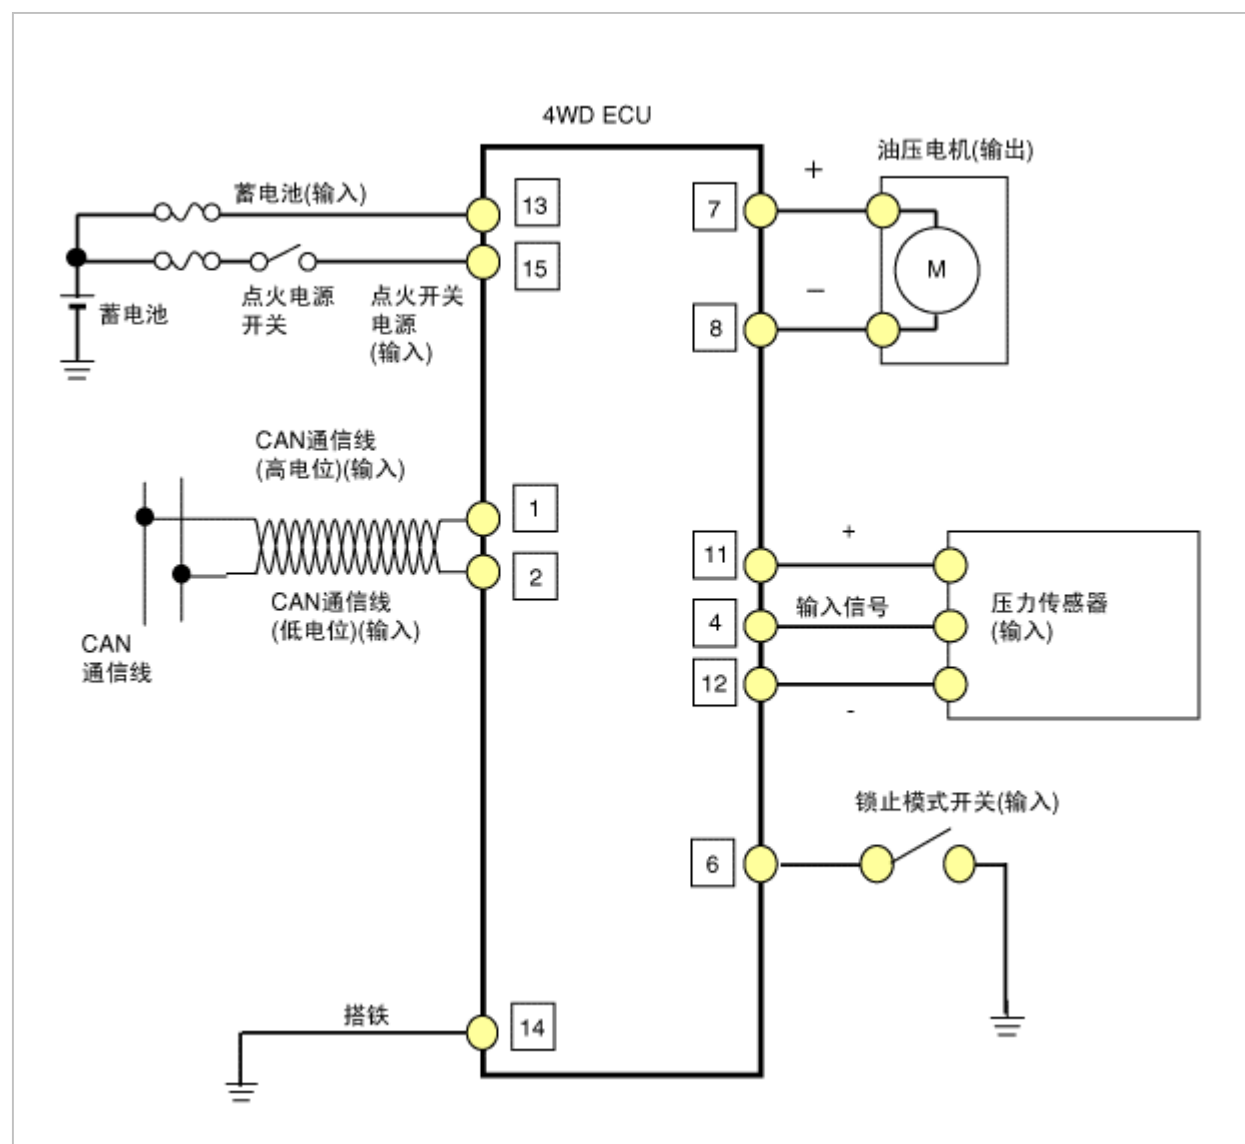 4WD ECU
油压电机(输出)
蓄电池(输入)
13
7
+
15
M
点火电源
开关
点火开关
电源
(输入)
蓄电池
8
−
CAN通信线
(高电位)(输入)
1
2
CAN通信线
(低电位)(输入)
CAN
通信线
11
+
4
输入信号
压力传感器
(输入)
12
-
锁止模式开关(输入)
6
搭铁
14